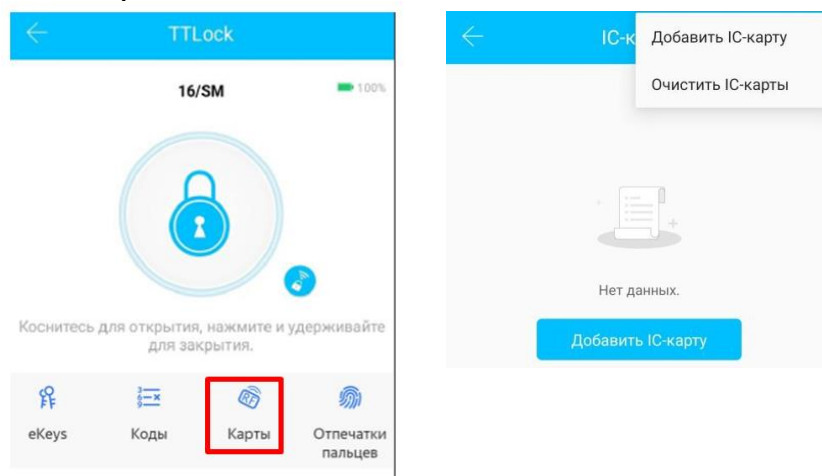 TTLock
16/SM
100%
Коснитесь для открытия, нажмите и удерживайте
для закрытия.
eKeys
Коды
Карты
Отпечатки
пальцев
IC-к
Добавить IC-карту
Очистить IC-карты
Нет данных.
Добавить IC-карту